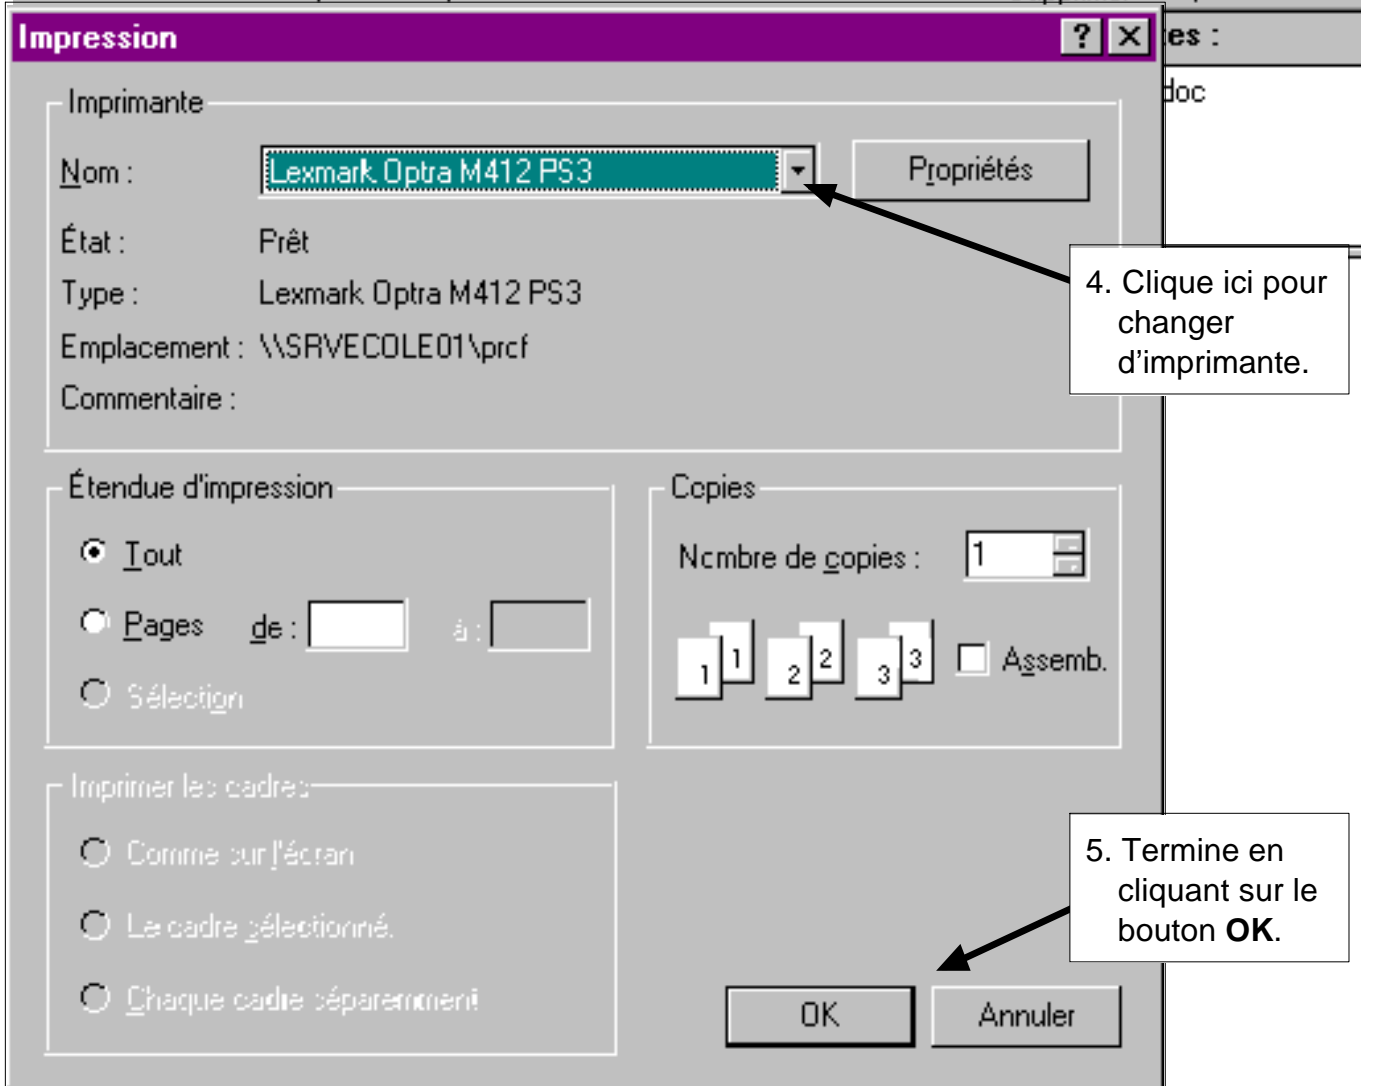 Impression
es :
doc
Imprimante
Nom :
Lexmark Optra M412 PS3
Propriétés
État :
Prêt
Type :
Lexmark Optra M412 PS3
Emplacement :
\\SRVECOLE01\prcf
Commentaire :
4. Clique ici pour
changer
d'imprimante.
Étendue d'impression
Tout
Pages
de :
à :
Sélection
Copies
Nombre de copies :
1
1 1 2 2 3 3
Assemb.
Imprimer les cadres
Comme sur l'écran
Le cadre sélectionné.
Chaque cadre séparemment
5. Termine en
cliquant sur le
bouton OK.
OK
Annuler